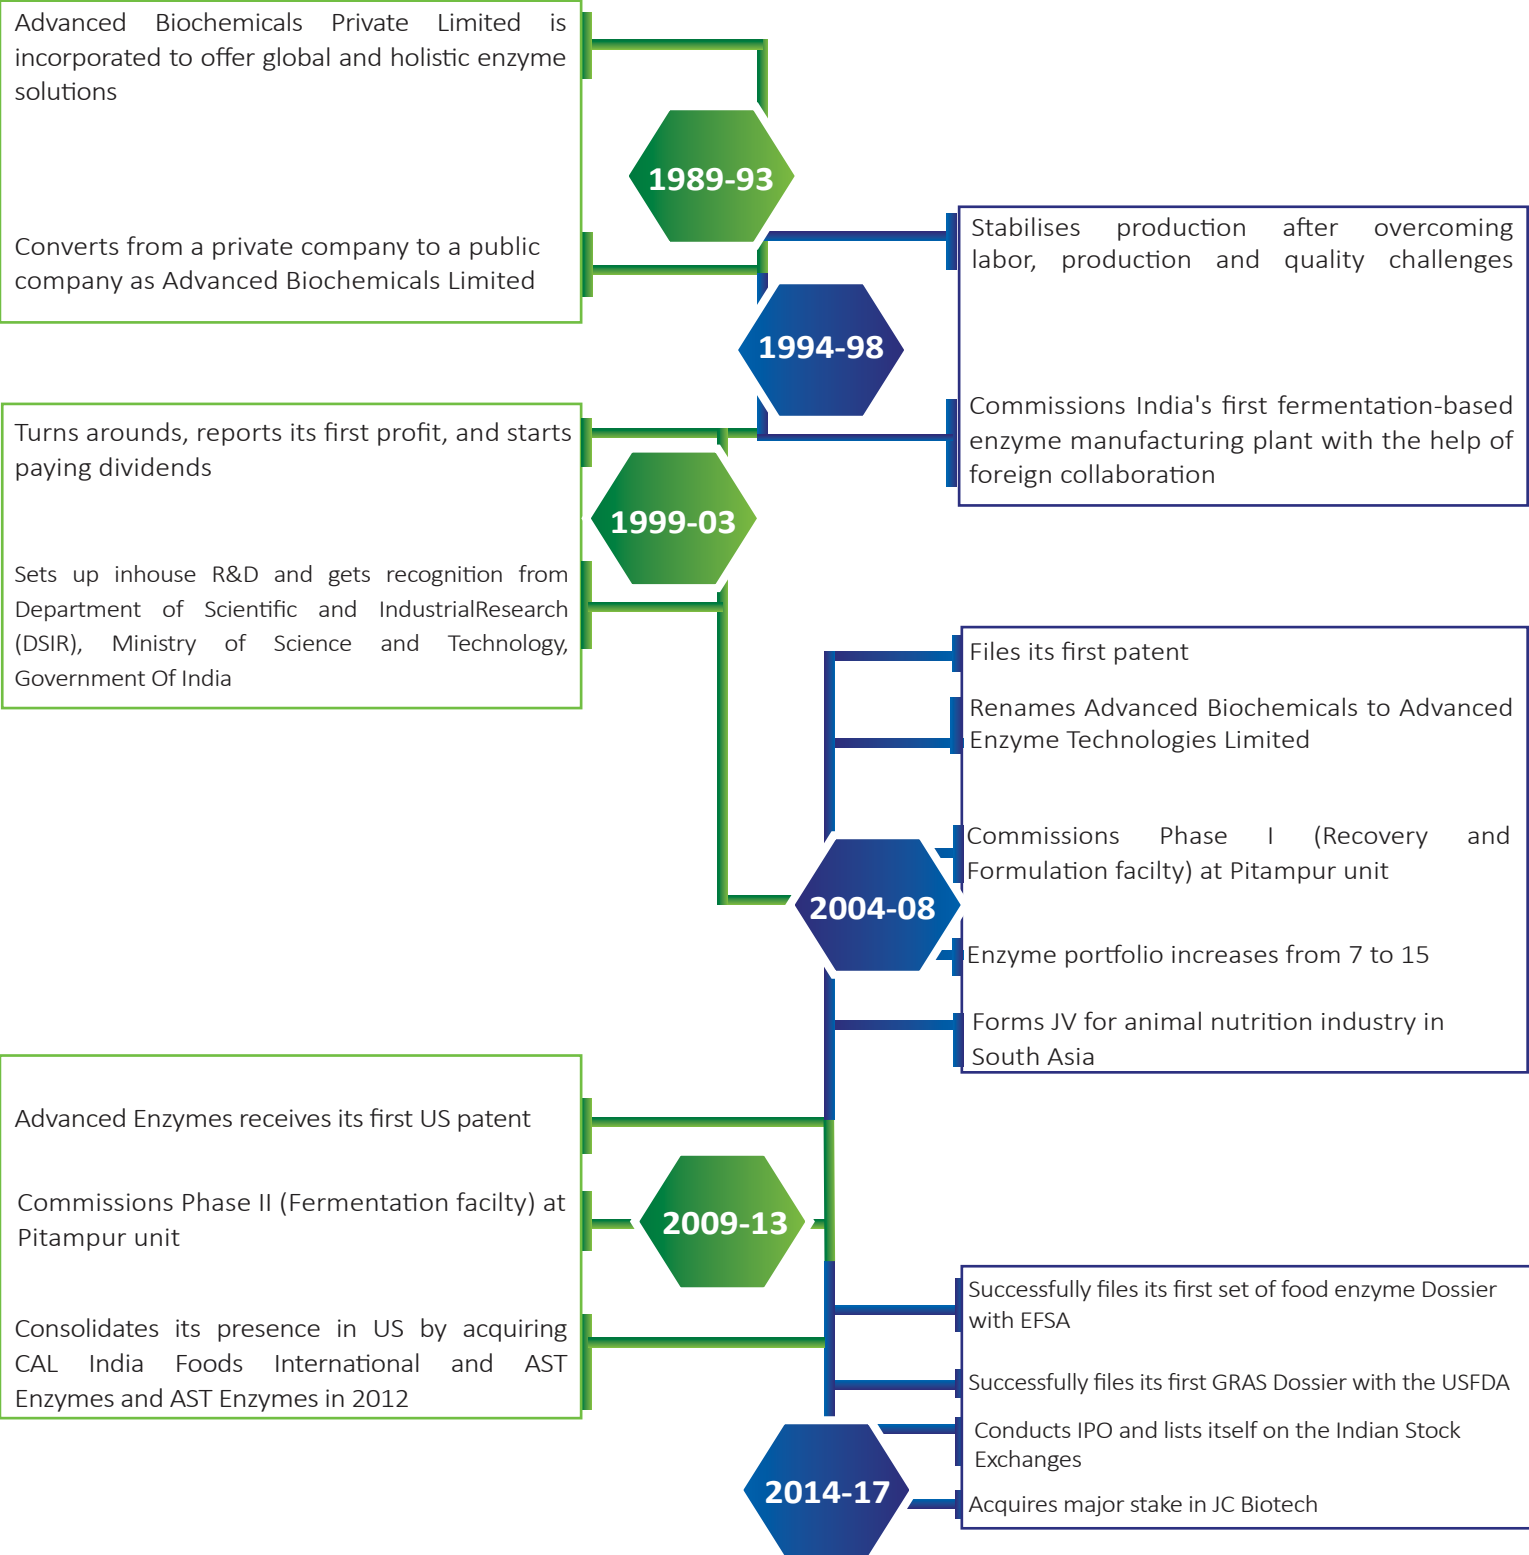 Advanced Biochemicals Private Limited is
incorporated to offer global and holistic enzyme
solutions
Converts from a private company to a public
company as Advanced Biochemicals Limited
1989-93
Stabilises production after overcoming
labor, production and quality challenges
Commissions India's first fermentation-based
enzyme manufacturing plant with the help of
foreign collaboration
1994-98
Turns arounds, reports its first profit, and starts
paying dividends
Sets up inhouse R&D and gets recognition from
Department of Scientific and IndustrialResearch
(DSIR), Ministry of Science and Technology,
Government Of India
1999-03
Files its first patent
Renames Advanced Biochemicals to Advanced
Enzyme Technologies Limited
Commissions Phase I (Recovery and
Formulation facilty) at Pitampur unit
Enzyme portfolio increases from 7 to 15
Forms JV for animal nutrition industry in
South Asia
2004-08
Advanced Enzymes receives its first US patent
Commissions Phase II (Fermentation facilty) at
Pitampur unit
Consolidates its presence in US by acquiring
CAL India Foods International and AST
Enzymes and AST Enzymes in 2012
2009-13
Successfully files its first set of food enzyme Dossier
with EFSA
Successfully files its first GRAS Dossier with the USFDA
Conducts IPO and lists itself on the Indian Stock
Exchanges
Acquires major stake in JC Biotech
2014-17